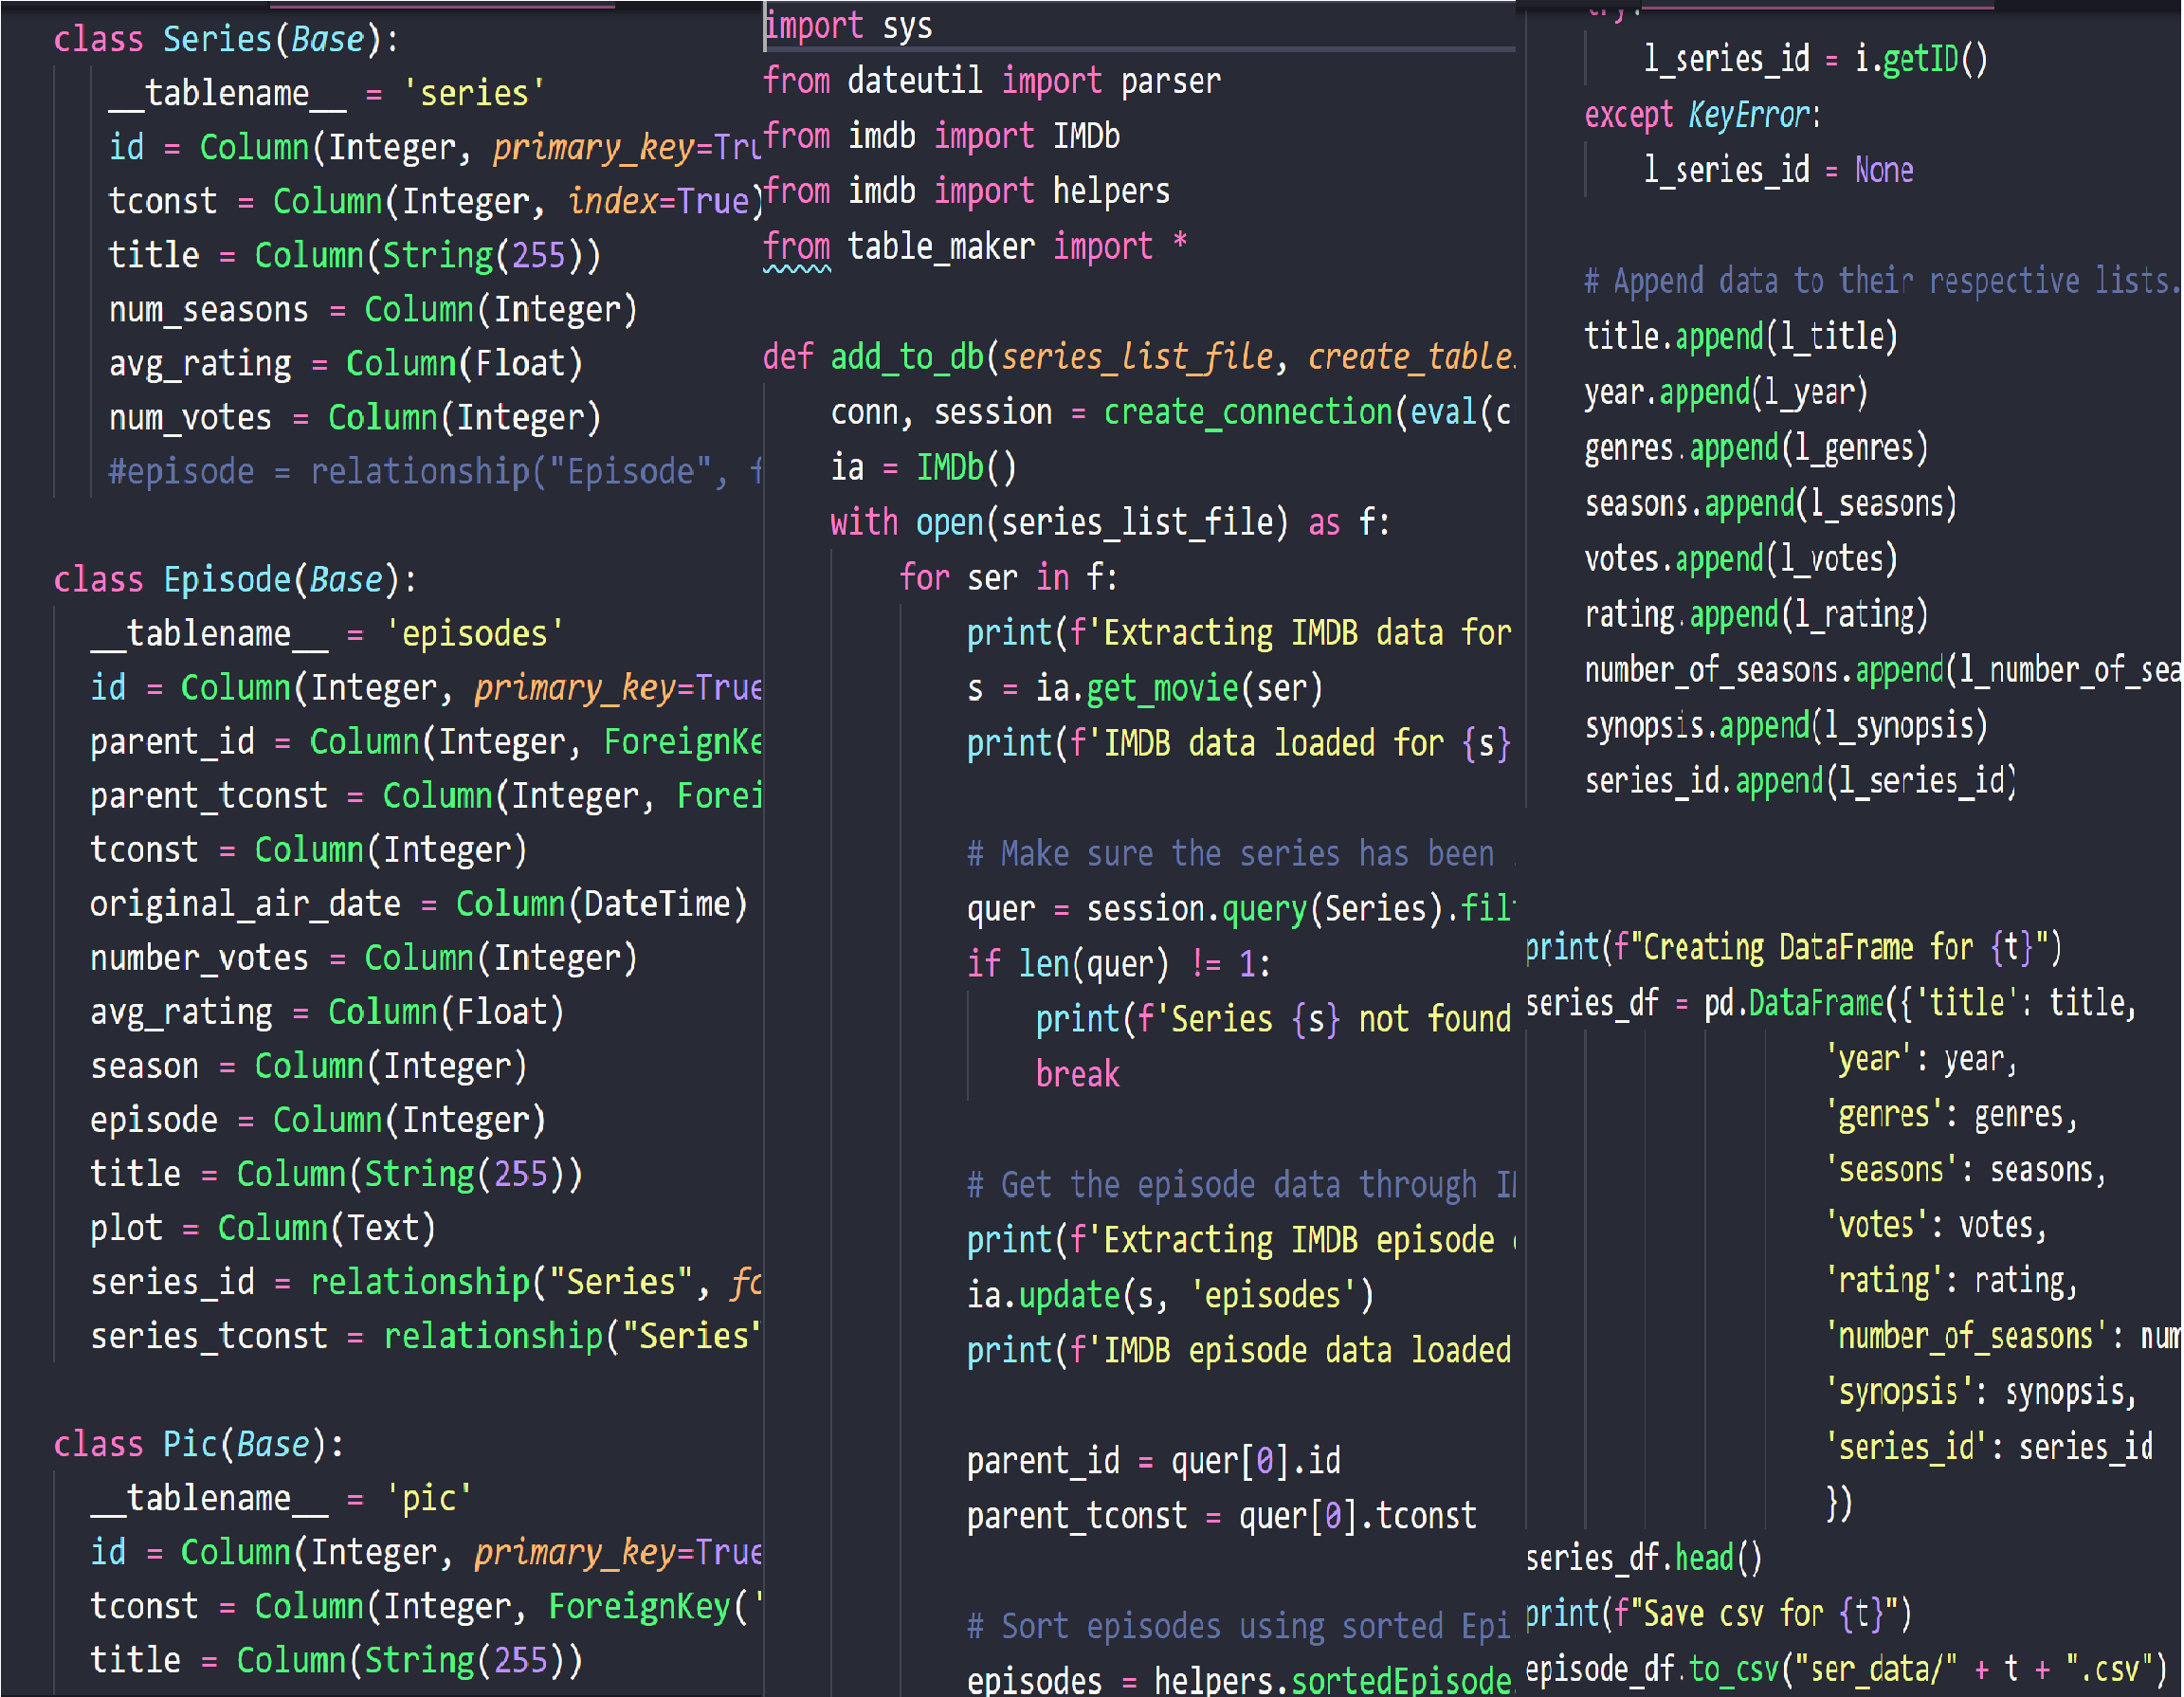 class Series(Base):
__tablename__ = 'series'
id = Column(Integer, primary_key=Tru
tconst = Column(Integer, index=True)
title = Column(String(255))
num_seasons = Column(Integer)
avg_rating = Column(Float)
num_votes = Column(Integer)
#episode = relationship("Episode", f
class Episode(Base):
__tablename__ = 'episodes'
id = Column(Integer, primary_key=True
parent_id = Column(Integer, ForeignKe
parent_tconst = Column(Integer, Forei
tconst = Column(Integer)
original_air_date = Column(DateTime)
number_votes = Column(Integer)
avg_rating = Column(Float)
season = Column(Integer)
episode = Column(Integer)
title = Column(String(255))
plot = Column(Text)
series_id = relationship("Series", fo
series_tconst = relationship("Series"
class Pic(Base):
__tablename__ = 'pic'
id = Column(Integer, primary_key=True
tconst = Column(Integer, ForeignKey('
title = Column(String(255))
import sys
from dateutil import parser
from imdb import IMDb
from imdb import helpers
from table_maker import *
def add_to_db(series_list_file, create_table
conn, session = create_connection(eval(c
ia = IMDb()
with open(series_list_file) as f:
for ser in f:
print(f'Extracting IMDB data for
s = ia.get_movie(ser)
print(f'IMDB data loaded for {s}
# Make sure the series has been
quer = session.query(Series).filt
if len(quer) != 1:
print(f'Series {s} not found
break
# Get the episode data through IM
print(f'Extracting IMDB episode
ia.update(s, 'episodes')
print(f'IMDB episode data loaded
parent_id = quer[0].id
parent_tconst = quer[0].tconst
# Sort episodes using sorted Epi
episodes = helpers.sortedEpisode
try:
l_series_id = i.getID()
except KeyError:
l_series_id = None
# Append data to their respective lists.
title.append(l_title)
year.append(l_year)
genres.append(l_genres)
seasons.append(l_seasons)
votes.append(l_votes)
rating.append(l_rating)
number_of_seasons.append(l_number_of_sea
synopsis.append(l_synopsis)
series_id.append(l_series_id)
print(f"Creating DataFrame for {t}")
series_df = pd.DataFrame({'title': title,
'year': year,
'genres': genres,
'seasons': seasons,
'votes': votes,
'rating': rating,
'number_of_seasons': num
'synopsis': synopsis,
'series_id': series_id
})
series_df.head()
print(f"Save csv for {t}")
episode_df.to_csv("ser_data/" + t + ".csv")